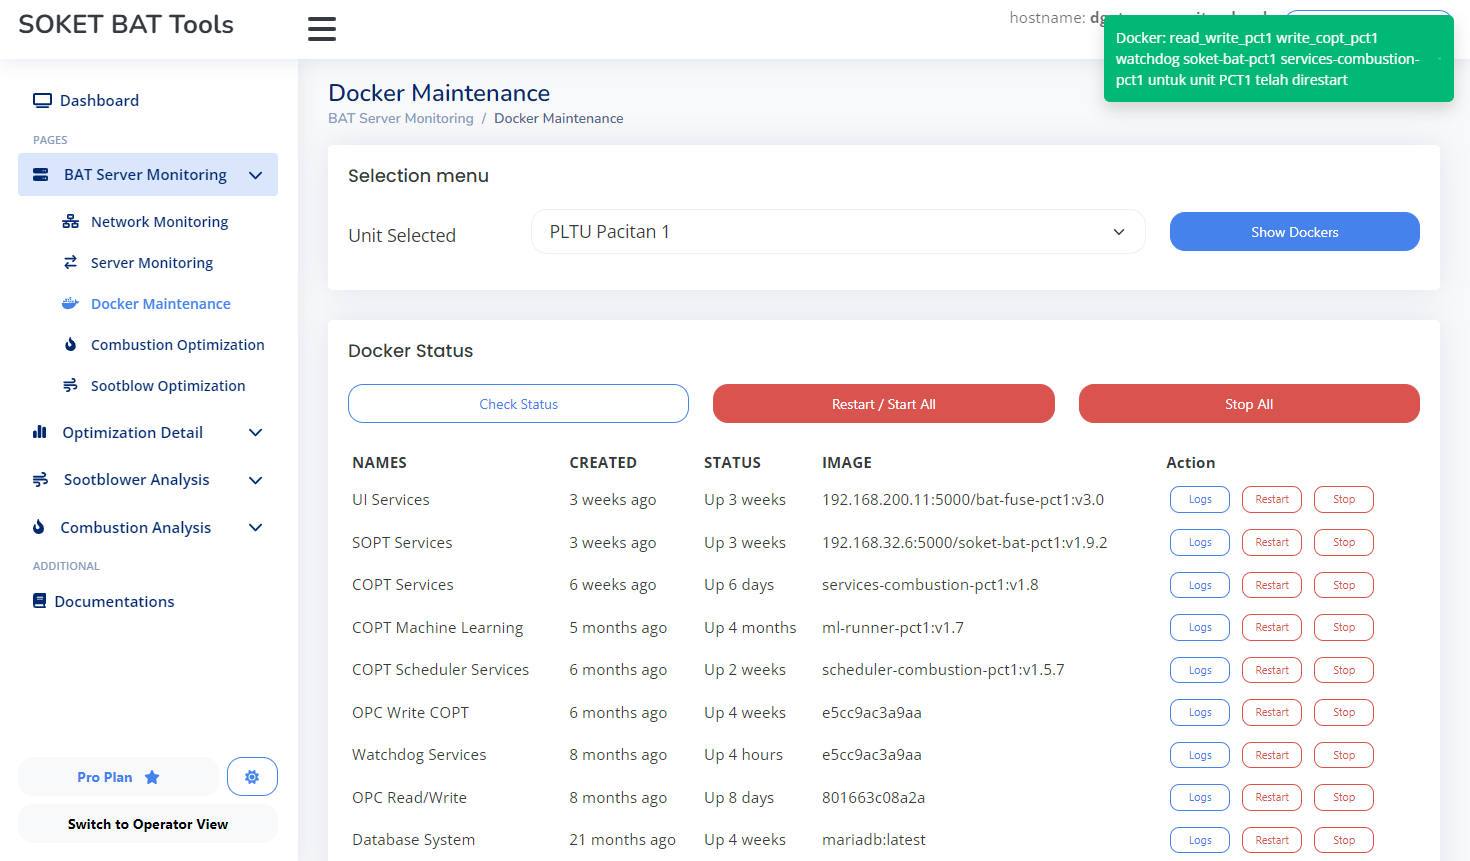 SOKET BAT Tools
hostname:
Docker: read_write_pct1 write_copt_pct1
watchdog soket-bat-pct1 services-combustion-
pct1 untuk unit PCT1 telah direstart
Dashboard
PAGES
BAT Server Monitoring
Network Monitoring
Server Monitoring
Docker Maintenance
Combustion Optimization
Sootblow Optimization
Optimization Detail
Sootblower Analysis
Combustion Analysis
ADDITIONAL
Documentations
Pro Plan
Switch to Operator View
Docker Maintenance
BAT Server Monitoring / Docker Maintenance
Selection menu
Unit Selected PLTU Pacitan 1 Show Dockers
Docker Status
Check Status Restart / Start All Stop All
NAMES CREATED STATUS IMAGE Action
UI Services 3 weeks ago Up 3 weeks 192.168.200.11:5000/bat-fuse-pct1:v3.0 Logs Restart Stop
SOPT Services 3 weeks ago Up 3 weeks 192.168.32.6:5000/soket-bat-pct1:v1.9.2 Logs Restart Stop
COPT Services 6 weeks ago Up 6 days services-combustion-pct1:v1.8 Logs Restart Stop
COPT Machine Learning 5 months ago Up 4 months ml-runner-pct1:v1.7 Logs Restart Stop
COPT Scheduler Services 6 months ago Up 2 weeks scheduler-combustion-pct1:v1.5.7 Logs Restart Stop
OPC Write COPT 6 months ago Up 4 weeks e5cc9ac3a9aa Logs Restart Stop
Watchdog Services 8 months ago Up 4 hours e5cc9ac3a9aa Logs Restart Stop
OPC Read/Write 8 months ago Up 8 days 801663c08a2a Logs Restart Stop
Database System 21 months ago Up 4 weeks mariadb:latest Logs Restart Stop